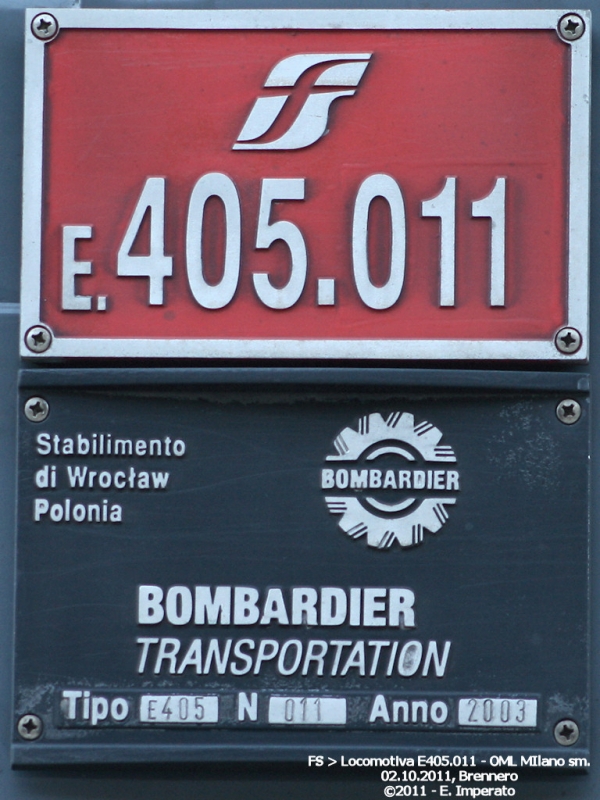 E.405.011
Stabilimento
di Wrocław
Polonia
BOMBARDIER
BOMBARDIER
TRANSPORTATION
Tipo E405 N 011 Anno 2003
FS > Locomotiva E405.011 - OML MIlano sm.
02.10.2011, Brennero
©2011 - E. Imperato